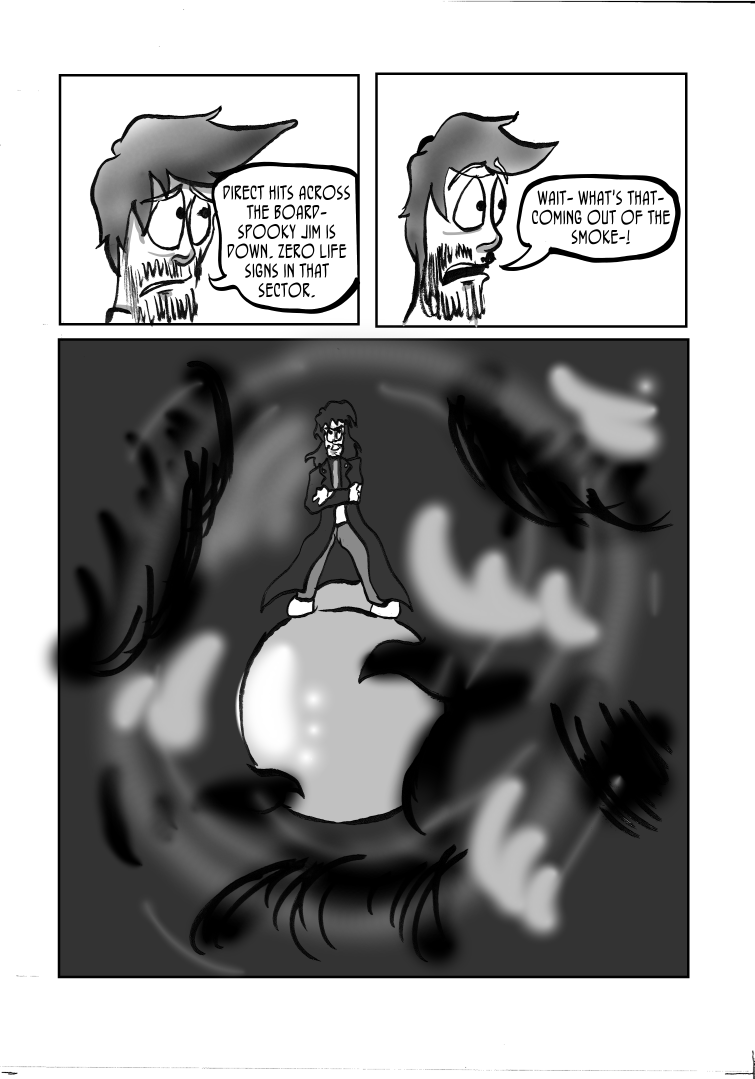 DIRECT HITS ACROSS
THE BOARD-
SPOOKY JIM IS
DOWN. ZERO LIFE
SIGNS IN THAT
SECTOR.
WAIT- WHAT'S THAT-
COMING OUT OF THE
SMOKE-!